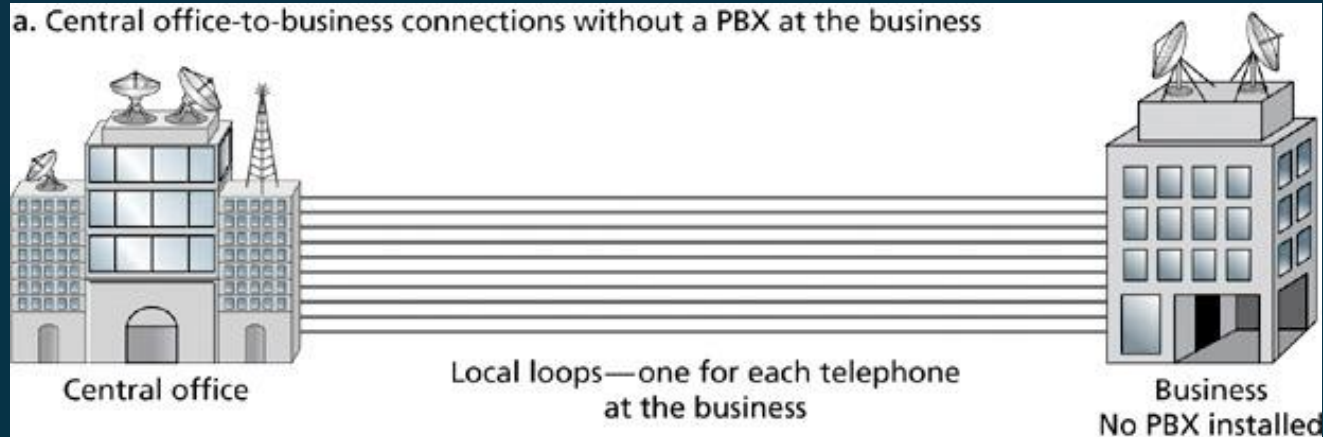 a. Central office-to-business connections without a PBX at the business
Central office
Local loops—one for each telephone
at the business
Business
No PBX installed